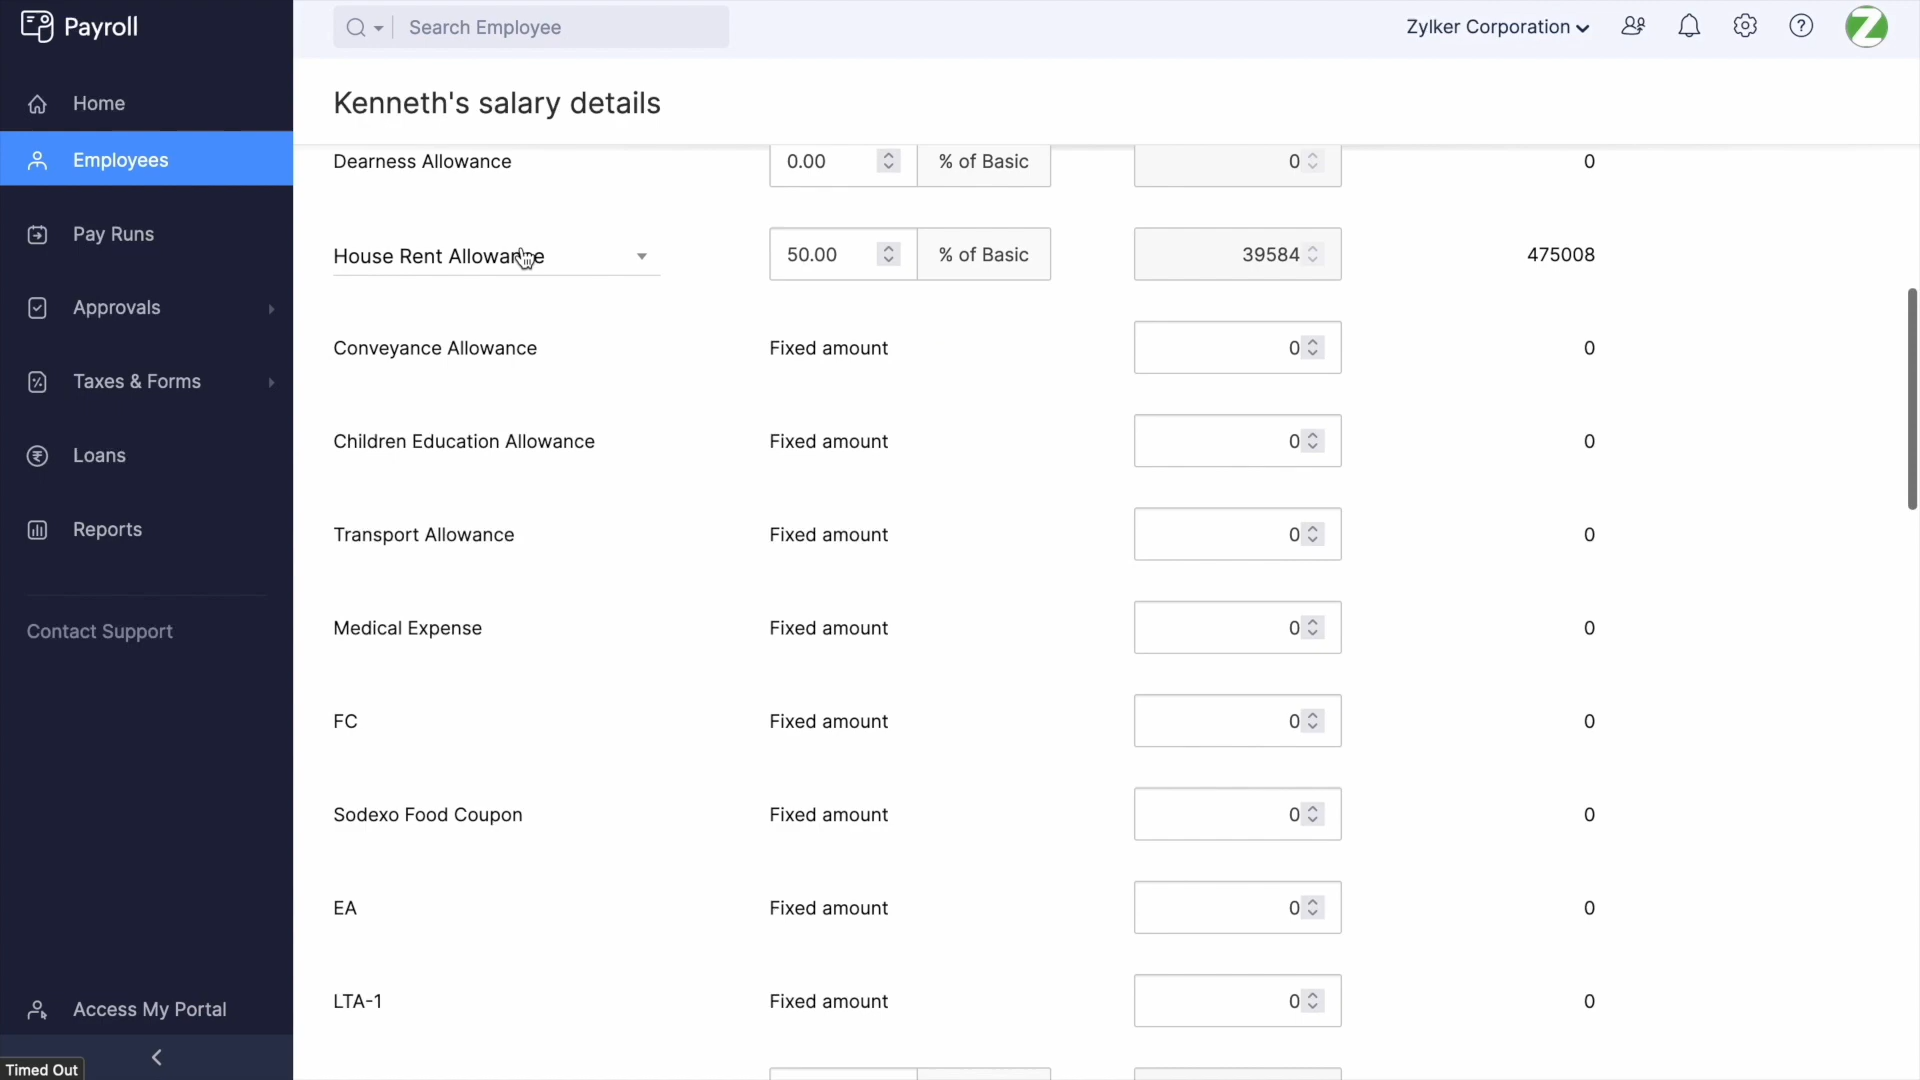 Payroll
Search Employee
Zylker Corporation
Home
Employees
Pay Runs
Approvals
Taxes & Forms
Loans
Reports
Contact Support
Access My Portal
Timed Out
Kenneth's salary details
Dearness Allowance 0.00 % of Basic 0 0
House Rent Allowance 50.00 % of Basic 39584 475008
Conveyance Allowance Fixed amount 0 0
Children Education Allowance Fixed amount 0 0
Transport Allowance Fixed amount 0 0
Medical Expense Fixed amount 0 0
FC Fixed amount 0 0
Sodexo Food Coupon Fixed amount 0 0
EA Fixed amount 0 0
LTA-1 Fixed amount 0 0